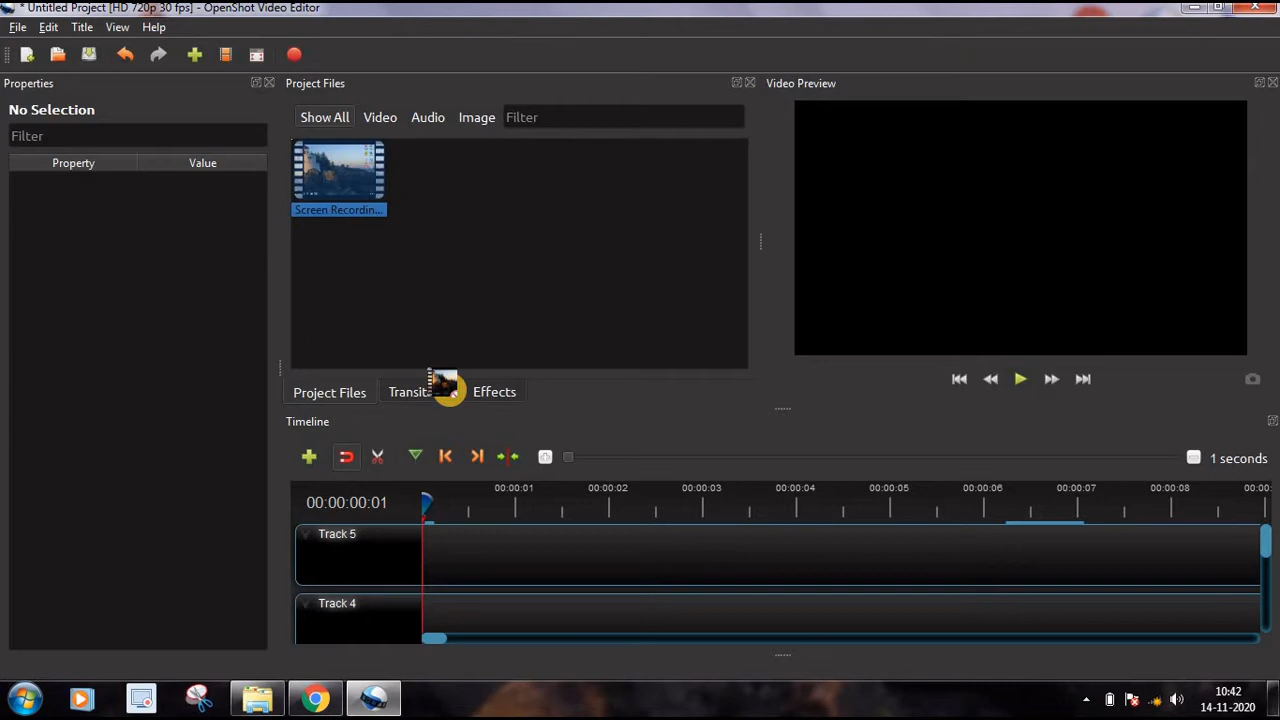 * Untitled Project [HD 720p 30 fps] - OpenShot Video Editor
File Edit Title View Help
Properties
Project Files
Video Preview
No Selection
Filter
Property Value
Show All Video Audio Image Filter
Screen Recordin...
Project Files Transit Effects
Timeline
1 seconds
00:00:00:01
00:00:01 00:00:02 00:00:03 00:00:04 00:00:05 00:00:06 00:00:07 00:00:08 00:00:
Track 5
Track 4
10:42
14-11-2020